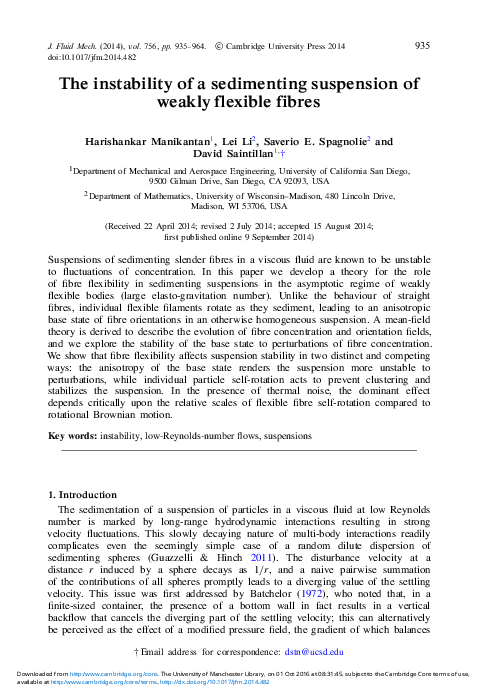 J. Fluid Mech. (2014), vol. 756, pp. 935–964. © Cambridge University Press 2014 935
doi:10.1017/jfm.2014.482
The instability of a sedimenting suspension of
weakly flexible fibres
Harishankar Manikantan1, Lei Li2, Saverio E. Spagnolie2 and
David Saintillan1,†
1Department of Mechanical and Aerospace Engineering, University of California San Diego,
9500 Gilman Drive, San Diego, CA 92093, USA
2Department of Mathematics, University of Wisconsin–Madison, 480 Lincoln Drive,
Madison, WI 53706, USA
(Received 22 April 2014; revised 2 July 2014; accepted 15 August 2014;
first published online 9 September 2014)
Suspensions of sedimenting slender fibres in a viscous fluid are known to be unstable
to fluctuations of concentration. In this paper we develop a theory for the role
of fibre flexibility in sedimenting suspensions in the asymptotic regime of weakly
flexible bodies (large elasto-gravitation number). Unlike the behaviour of straight
fibres, individual flexible filaments rotate as they sediment, leading to an anisotropic
base state of fibre orientations in an otherwise homogeneous suspension. A mean-field
theory is derived to describe the evolution of fibre concentration and orientation fields,
and we explore the stability of the base state to perturbations of fibre concentration.
We show that fibre flexibility affects suspension stability in two distinct and competing
ways: the anisotropy of the base state renders the suspension more unstable to
perturbations, while individual particle self-rotation acts to prevent clustering and
stabilizes the suspension. In the presence of thermal noise, the dominant effect
depends critically upon the relative scales of flexible fibre self-rotation compared to
rotational Brownian motion.
Key words: instability, low-Reynolds-number flows, suspensions
1. Introduction
The sedimentation of a suspension of particles in a viscous fluid at low Reynolds
number is marked by long-range hydrodynamic interactions resulting in strong
velocity fluctuations. This slowly decaying nature of multi-body interactions readily
complicates even the seemingly simple case of a random dilute dispersion of
sedimenting spheres (Guazzelli & Hinch 2011). The disturbance velocity at a
distance r induced by a sphere decays as 1/r, and a naive pairwise summation
of the contributions of all spheres promptly leads to a diverging value of the settling
velocity. This issue was first addressed by Batchelor (1972), who noted that, in a
finite-sized container, the presence of a bottom wall in fact results in a vertical
backflow that cancels the diverging part of the settling velocity; this can alternatively
be perceived as the effect of a modified pressure field, the gradient of which balances
† Email address for correspondence: dstn@ucsd.edu
Downloaded from http:/www.cambridge.org/core. The University of Manchester Library, on 01 Oct 2016 at 08:31:45, subject to the Cambridge Core terms of use,
available at http:/www.cambridge.org/core/terms. http://dx.doi.org/10.1017/jfm.2014.482